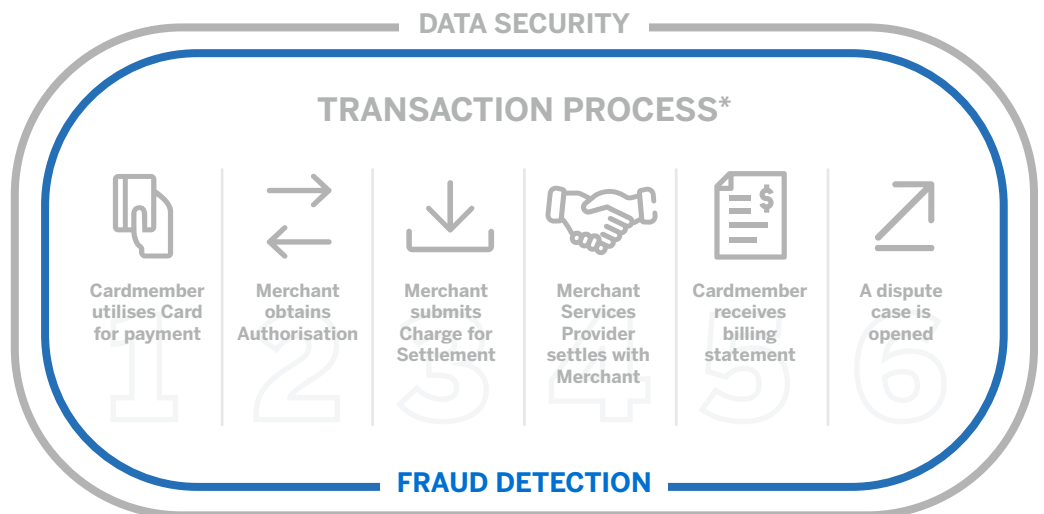 DATA SECURITY
TRANSACTION PROCESS*
$
Cardmember
utilises Card
for payment
1
Merchant
obtains
Authorisation
2
Merchant
submits
Charge for
Settlement
3
Merchant
Services
Provider
settles with
Merchant
4
Cardmember
receives
billing
statement
5
A dispute
case is
opened
6
FRAUD DETECTION